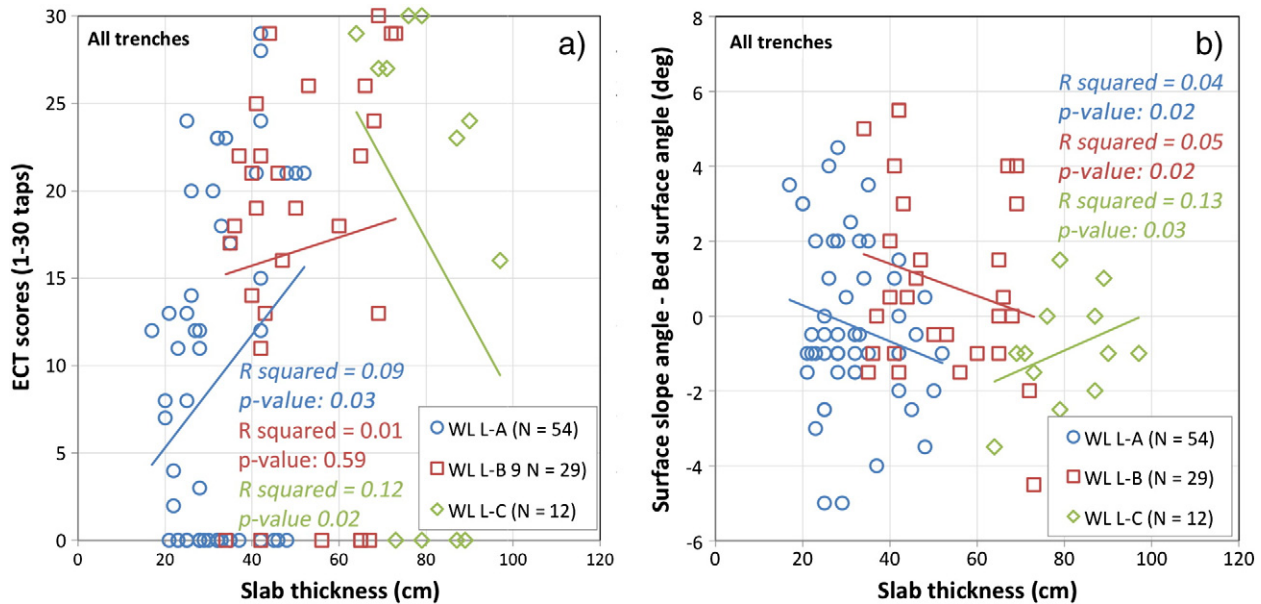 All trenches
a)
ECT scores (1-30 taps)
30
25
20
15
10
5
0
R squared = 0.09
p-value: 0.03
R squared = 0.01
p-value: 0.59
R squared = 0.12
p-value 0.02
WL L-A (N = 54)
WL L-B 9 N = 29)
WL L-C (N = 12)
0 20 40 60 80 100 120
Slab thickness (cm)
All trenches
b)
Surface slope angle - Bed surface angle (deg)
8
6
4
2
0
-2
-4
-6
R squared = 0.04
p-value: 0.02
R squared = 0.05
p-value: 0.02
R squared = 0.13
p-value: 0.03
WL L-A (N = 54)
WL L-B (N = 29)
WL L-C (N = 12)
0 20 40 60 80 100 120
Slab thickness (cm)